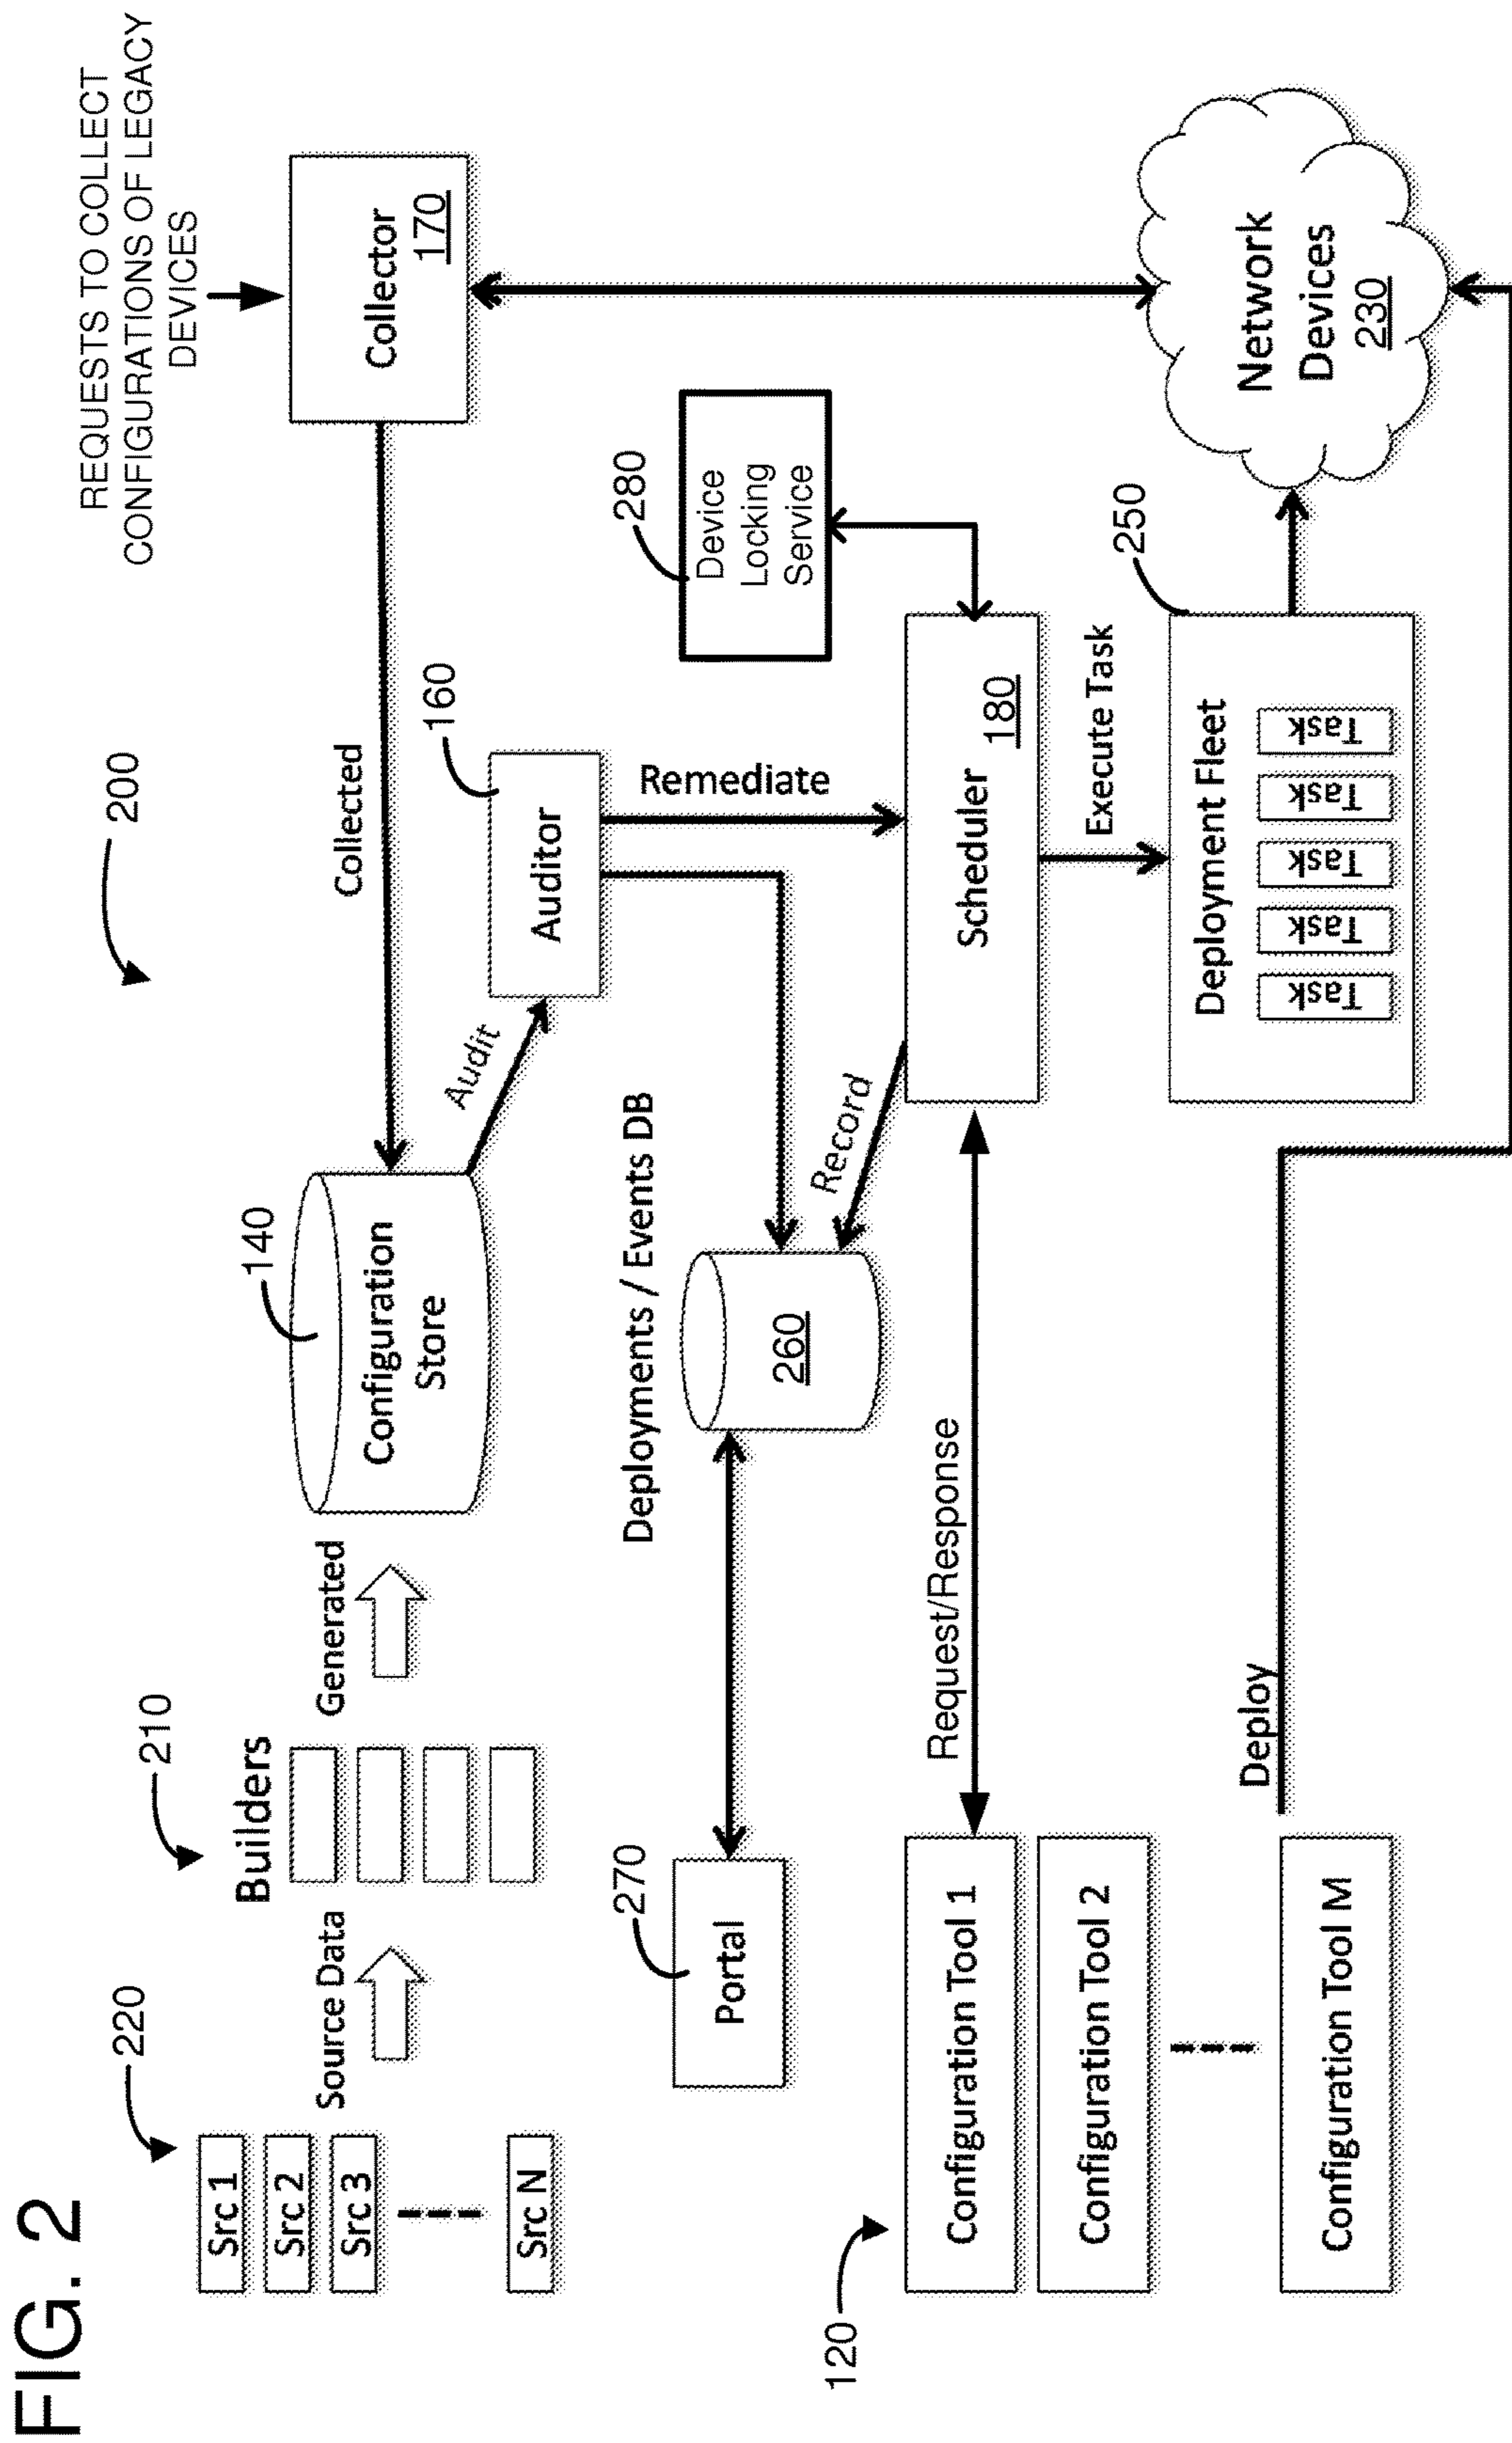 FIG. 2
200
REQUESTS TO COLLECT
CONFIGURATIONS OF LEGACY
DEVICES
220
Src 1
Src 2
Src 3
Src N
Source Data
210
Builders
Generated
140
Configuration
Store
Collected
Collector
170
Audit
160
Auditor
Remediate
280
Device
Locking
Service
270
Portal
Deployments / Events DB
260
Record
Scheduler
180
Request/Response
Execute Task
120
Configuration Tool 1
Configuration Tool 2
Configuration Tool M
Deploy
250
Deployment Fleet
Task
Task
Task
Task
Task
Network
Devices
230